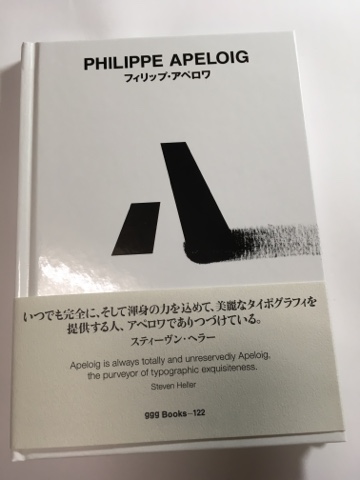 PHILIPPE APELOIG
フィリップ・アペロワ
いつでも完全に、そして渾身の力を込めて、美麗なタイポグラフィを
提供する人、アペロワでありつづけている。
スティーヴン・ヘラー
Apeloig is always totally and unreservedly Apeloig,
the purveyor of typographic exquisiteness.
Steven Heller
ggg Books–122